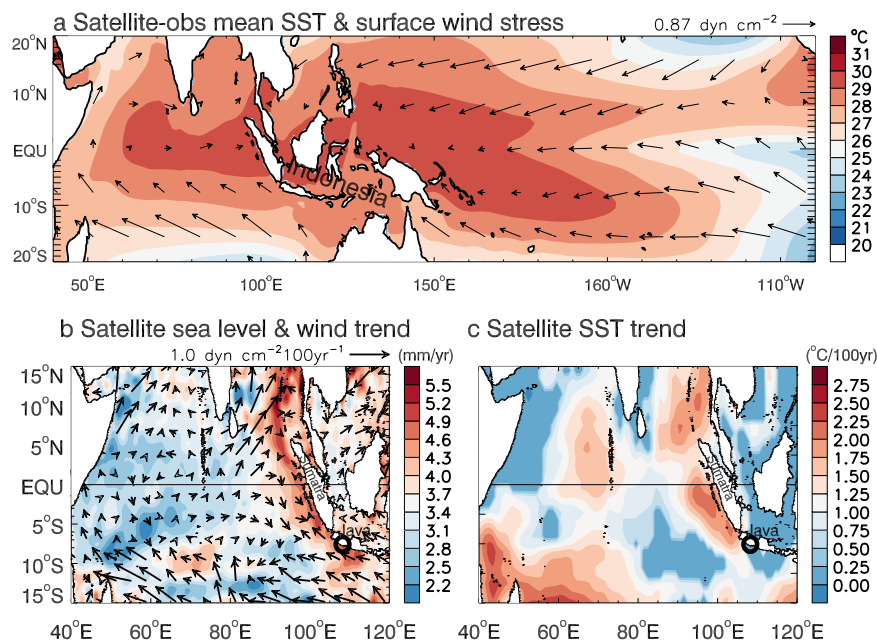 a Satellite-obs mean SST & surface wind stress
0.87 dyn cm⁻²
°C
20°N
10°N
EQU
10°S
20°S
31
30
29
28
27
26
25
24
23
22
21
20
Indonesia
50°E
100°E
150°E
160°W
110°W
b Satellite sea level & wind trend
1.0 dyn cm⁻²100yr⁻¹
(mm/yr)
15°N
10°N
5°N
EQU
5°S
10°S
15°S
Sumatra
Java
5.5
5.2
4.9
4.6
4.3
4.0
3.7
3.4
3.1
2.8
2.5
2.2
40°E
60°E
80°E
100°E
120°E
c Satellite SST trend
(°C/100yr)
Sumatra
Java
2.75
2.50
2.25
2.00
1.75
1.50
1.25
1.00
0.75
0.50
0.25
0.00
40°E
60°E
80°E
100°E
120°E